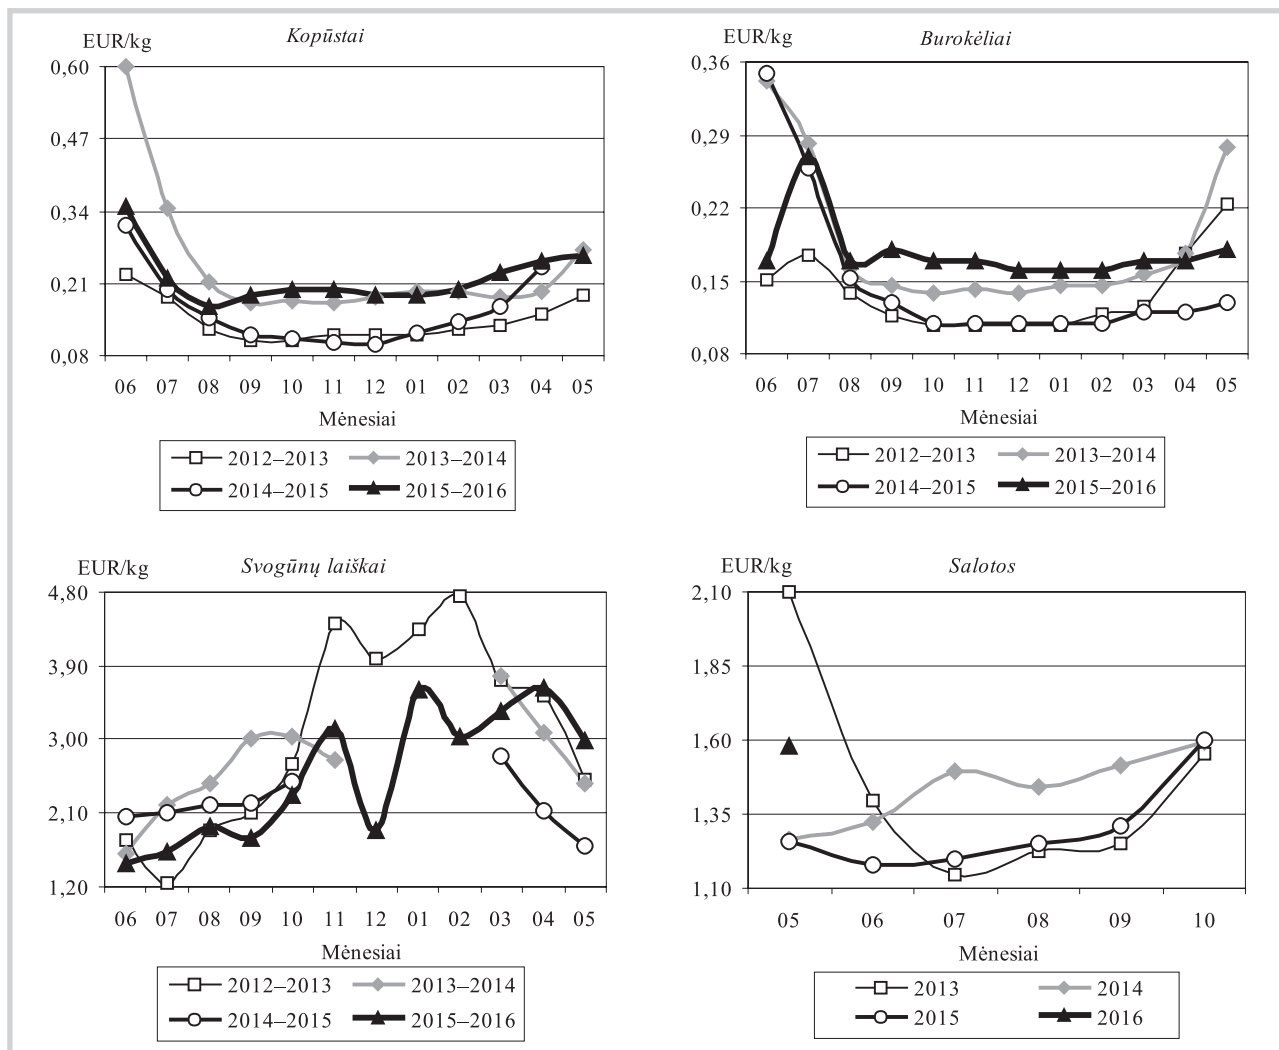 EUR/kg
Kopūstai
0,60
0,47
0,34
0,21
0,08
06 07 08 09 10 11 12 01 02 03 04 05
Mėnesiai
2012–2013 2013–2014
2014–2015 2015–2016
EUR/kg
Burokėliai
0,36
0,29
0,22
0,15
0,08
06 07 08 09 10 11 12 01 02 03 04 05
Mėnesiai
2012–2013 2013–2014
2014–2015 2015–2016
EUR/kg
Svogūnų laiškai
4,80
3,90
3,00
2,10
1,20
06 07 08 09 10 11 12 01 02 03 04 05
Mėnesiai
2012–2013 2013–2014
2014–2015 2015–2016
EUR/kg
Salotos
2,10
1,85
1,60
1,35
1,10
05 06 07 08 09 10
Mėnesiai
2013 2014
2015 2016